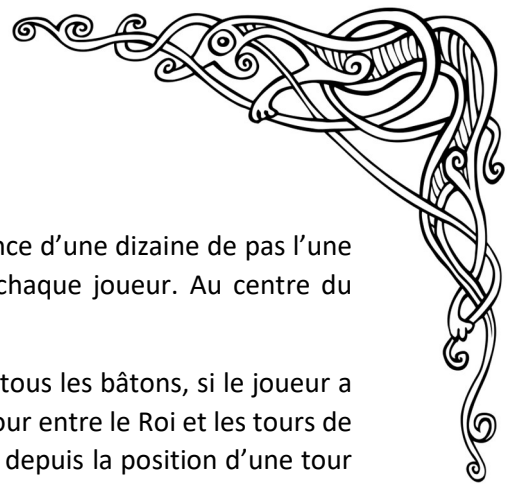 nce d’une dizaine de pas l’une
chaque joueur. Au centre du
tous les bâtons, si le joueur a
our entre le Roi et les tours de
depuis la position d’une tour